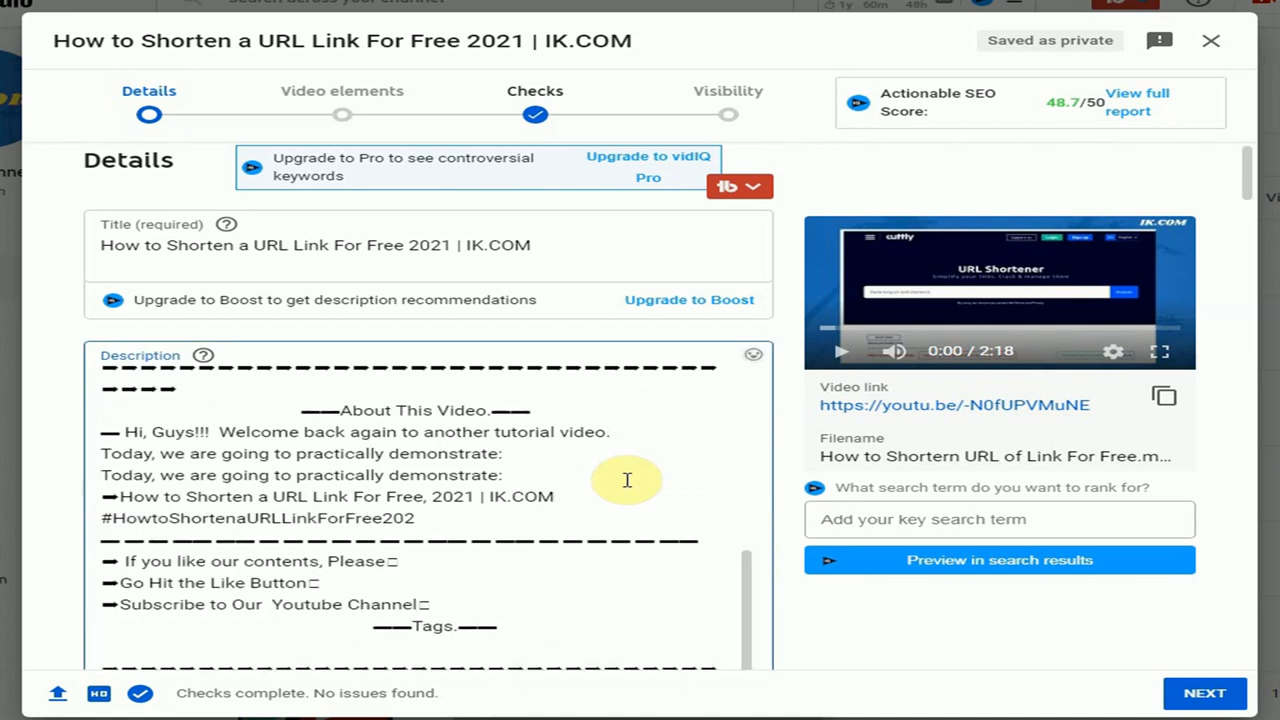 How to Shorten a URL Link For Free 2021 | IK.COM
Saved as private
Details
Video elements
Checks
Visibility
Actionable SEO Score:
48.7/50
View full report
Details
Upgrade to Pro to see controversial keywords
Upgrade to vidIQ Pro
Title (required)
How to Shorten a URL Link For Free 2021 | IK.COM
Upgrade to Boost to get description recommendations
Upgrade to Boost
Description
About This Video.
Hi, Guys!!! Welcome back again to another tutorial video.
Today, we are going to practically demonstrate:
Today, we are going to practically demonstrate:
➡How to Shorten a URL Link For Free, 2021 | IK.COM
#HowtoShortenaURLLinkForFree202
➡ If you like our contents, Please
➡Go Hit the Like Button
➡Subscribe to Our Youtube Channel
Tags.
IK.COM
cuttly
URL Shortener
0:00 / 2:18
Video link
https://youtu.be/-N0fUPVMuNE
Filename
How to Shortern URL of Link For Free.m...
What search term do you want to rank for?
Add your key search term
Preview in search results
HD
Checks complete. No issues found.
NEXT